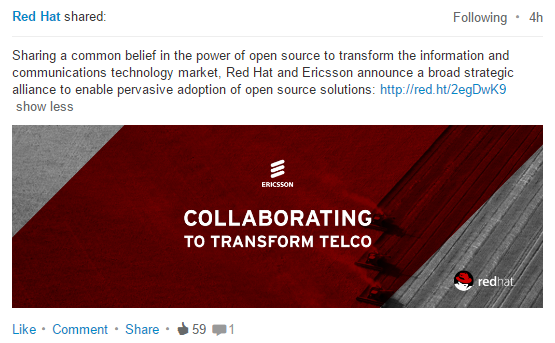 Red Hat shared: Following • 4h
Sharing a common belief in the power of open source to transform the information and
communications technology market, Red Hat and Ericsson announce a broad strategic
alliance to enable pervasive adoption of open source solutions: http://red.ht/2egDwK9
show less
ERICSSON
COLLABORATING
TO TRANSFORM TELCO
redhat.
Like • Comment • Share • 59 1